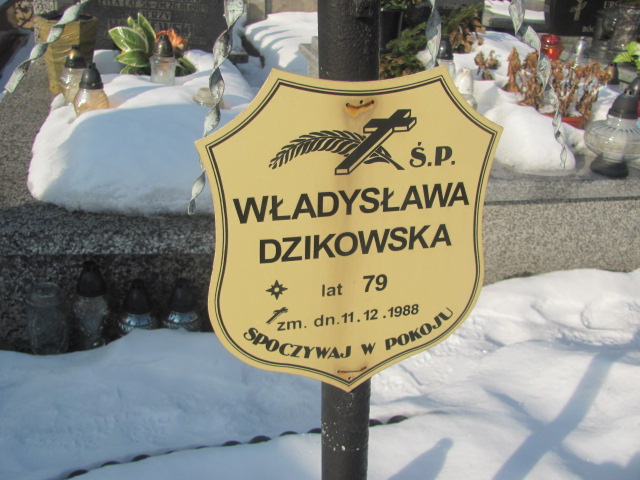 Ś.P.
WŁADYSŁAWA
DZIKOWSKA
lat 79
zm. dn. 11.12.1988
SPOCZYWAJ W POKOJU